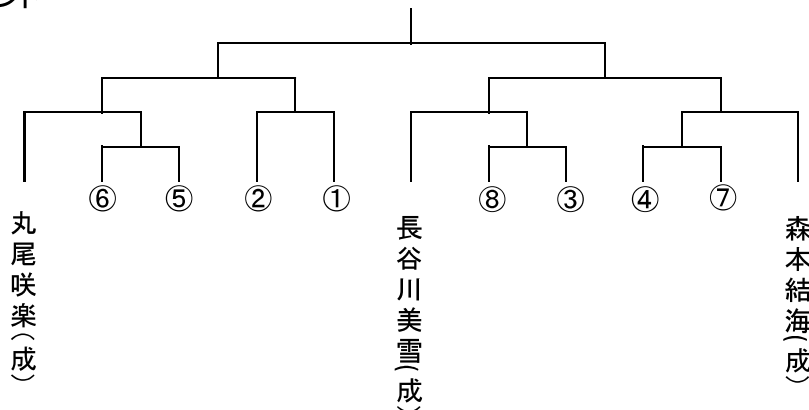 丸尾咲楽(成)
⑥
⑤
②
①
長谷川美雪(成)
⑧
③
④
⑦
森本結海(成)